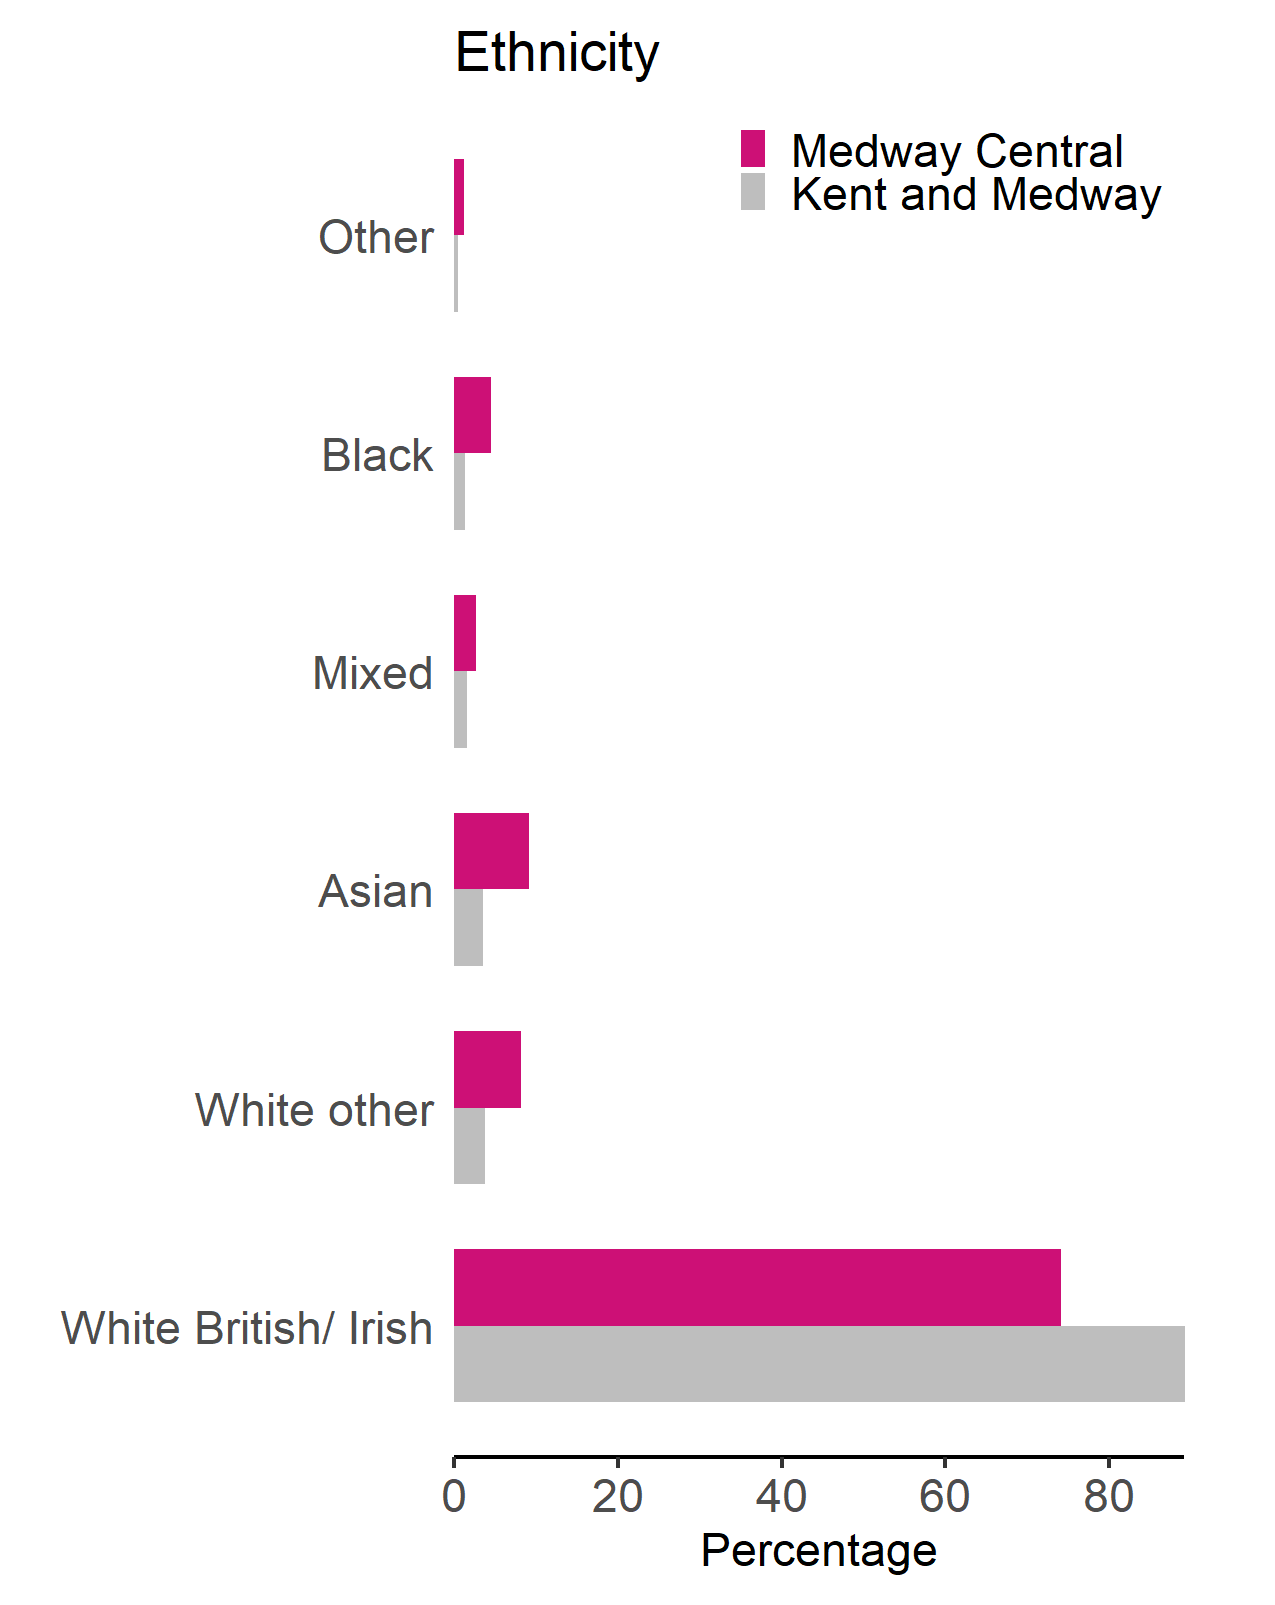 Ethnicity
Medway Central
Kent and Medway
Other
Black
Mixed
Asian
White other
White British/ Irish
0 20 40 60 80
Percentage